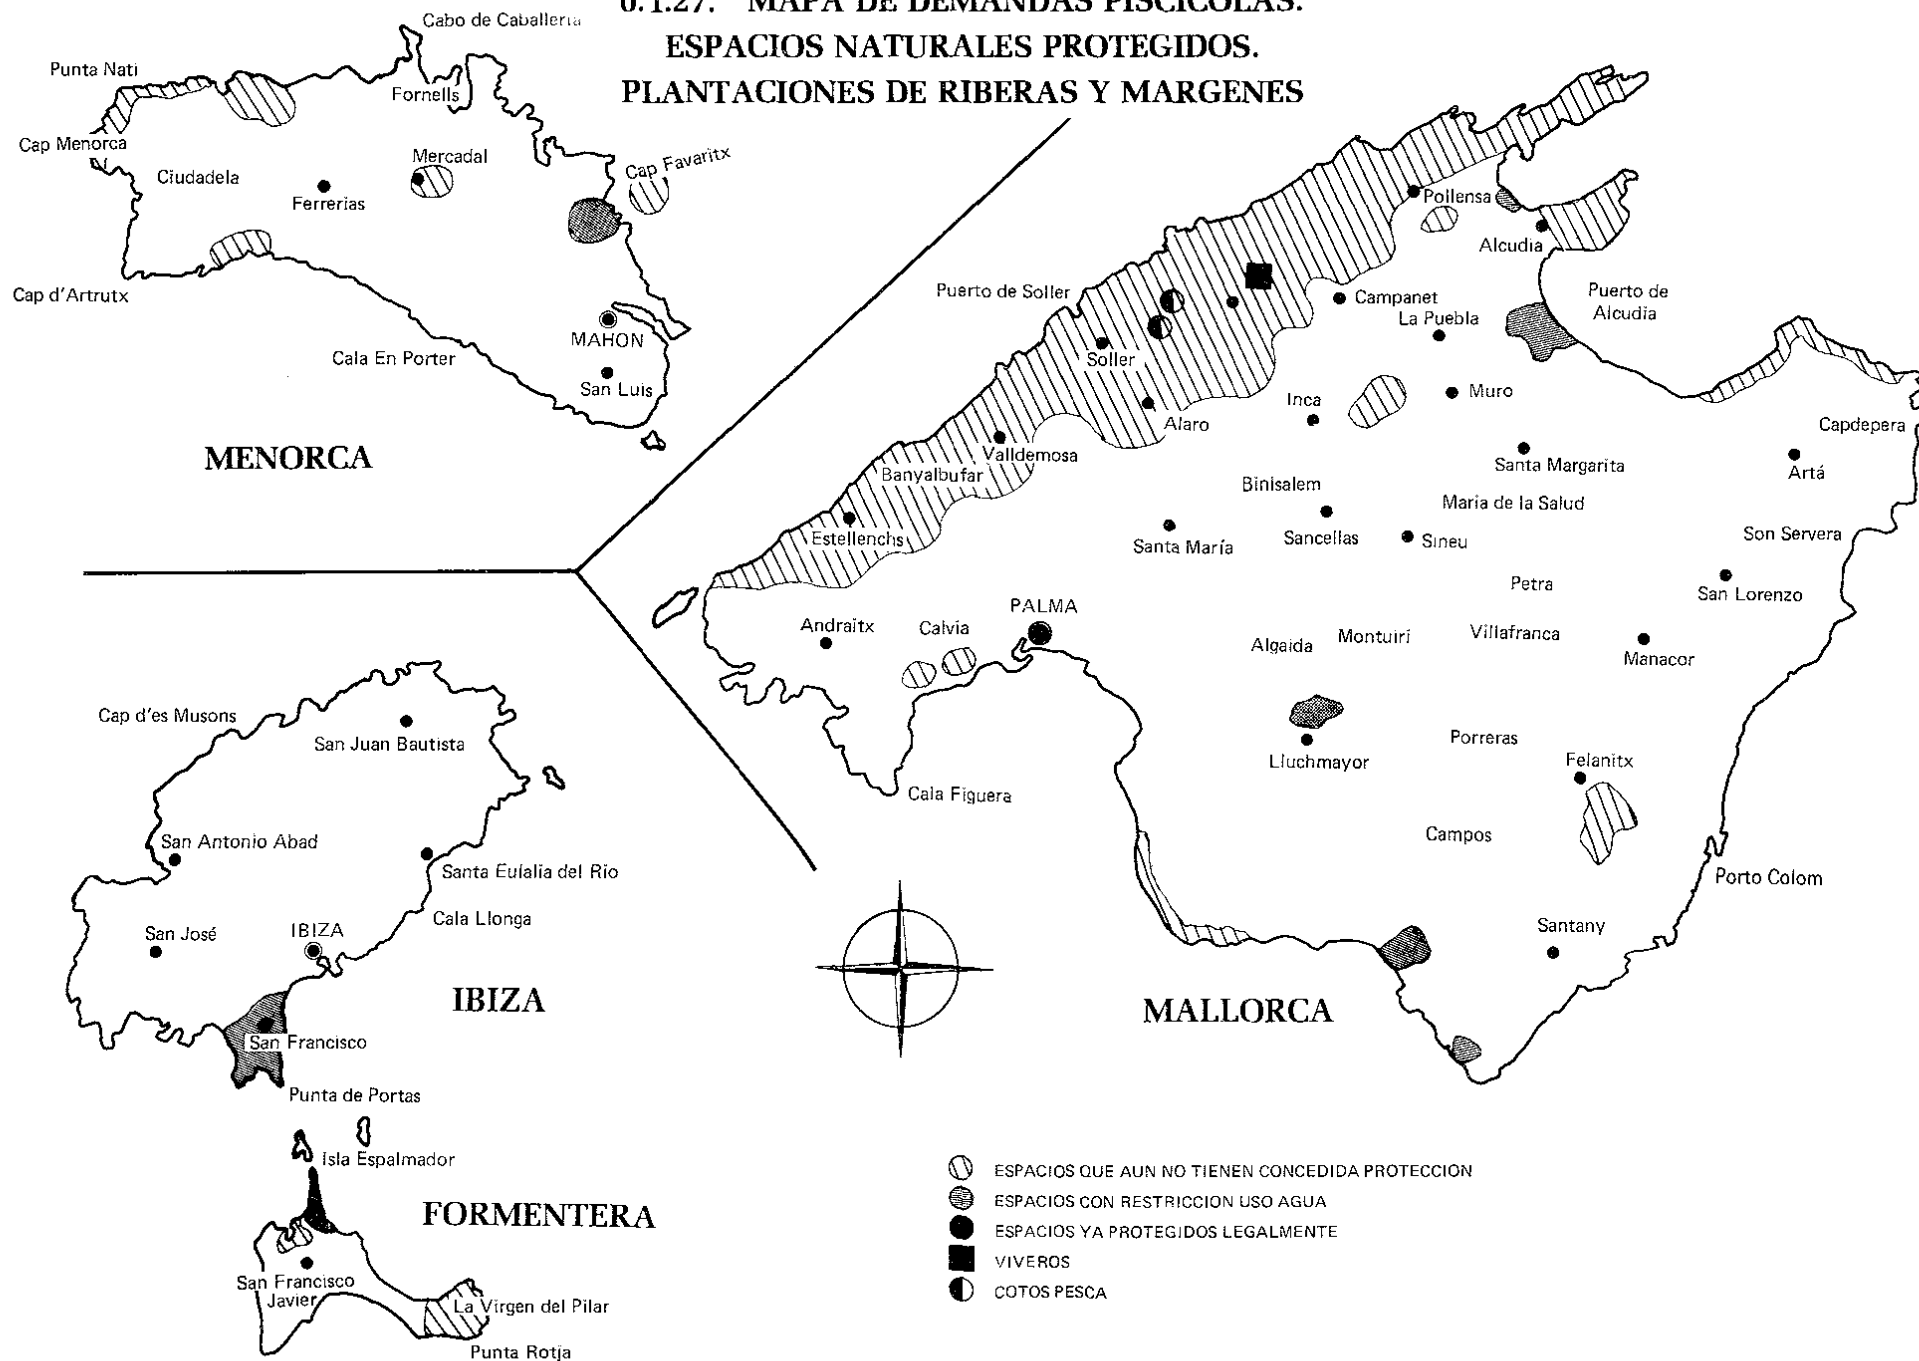 6.1.27. MAPA DE DEMANDAS PISCICOLAS.
ESPACIOS NATURALES PROTEGIDOS.
PLANTACIONES DE RIBERAS Y MARGENES
Cabo de Caballeria
Punta Nati
Fornells
Cap Menorca
Mercadal
Cap Favaritx
Ciudadela
Ferrerias
Cap d'Artrutx
MAHON
Cala En Porter
San Luis
MENORCA
Pollensa
Alcudia
Puerto de Soller
Campanet
Puerto de
Alcudia
La Puebla
Soller
Inca
Muro
Alaro
Capdepera
Valldemosa
Banyalbufar
Santa Margarita
Artá
Binisalem
Maria de la Salud
Estellenchs
Santa María
Sancellas
Sineu
Son Servera
Petra
San Lorenzo
PALMA
Andraitx
Calvia
Algaida
Montuiri
Villafranca
Manacor
Lluchmayor
Porreras
Felanitx
Cala Figuera
Campos
Porto Colom
Santany
MALLORCA
Cap d'es Musons
San Juan Bautista
San Antonio Abad
Santa Eulalia del Rio
Cala Llonga
San José
IBIZA
IBIZA
San Francisco
Punta de Portas
Isla Espalmador
FORMENTERA
San Francisco
Javier
La Virgen del Pilar
Punta Rotja
ESPACIOS QUE AUN NO TIENEN CONCEDIDA PROTECCION
ESPACIOS CON RESTRICCION USO AGUA
ESPACIOS YA PROTEGIDOS LEGALMENTE
VIVEROS
COTOS PESCA